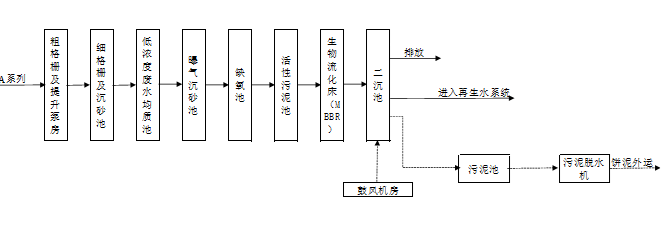 A系列
粗格栅及提升泵房
细格栅及沉砂池
低浓度废水均质池
曝气沉砂池
缺氧池
活性污泥池
生物流化床（MBBR）
二沉池
排放
进入再生水系统
污泥池
污泥脱水机
饼泥外运
鼓风机房